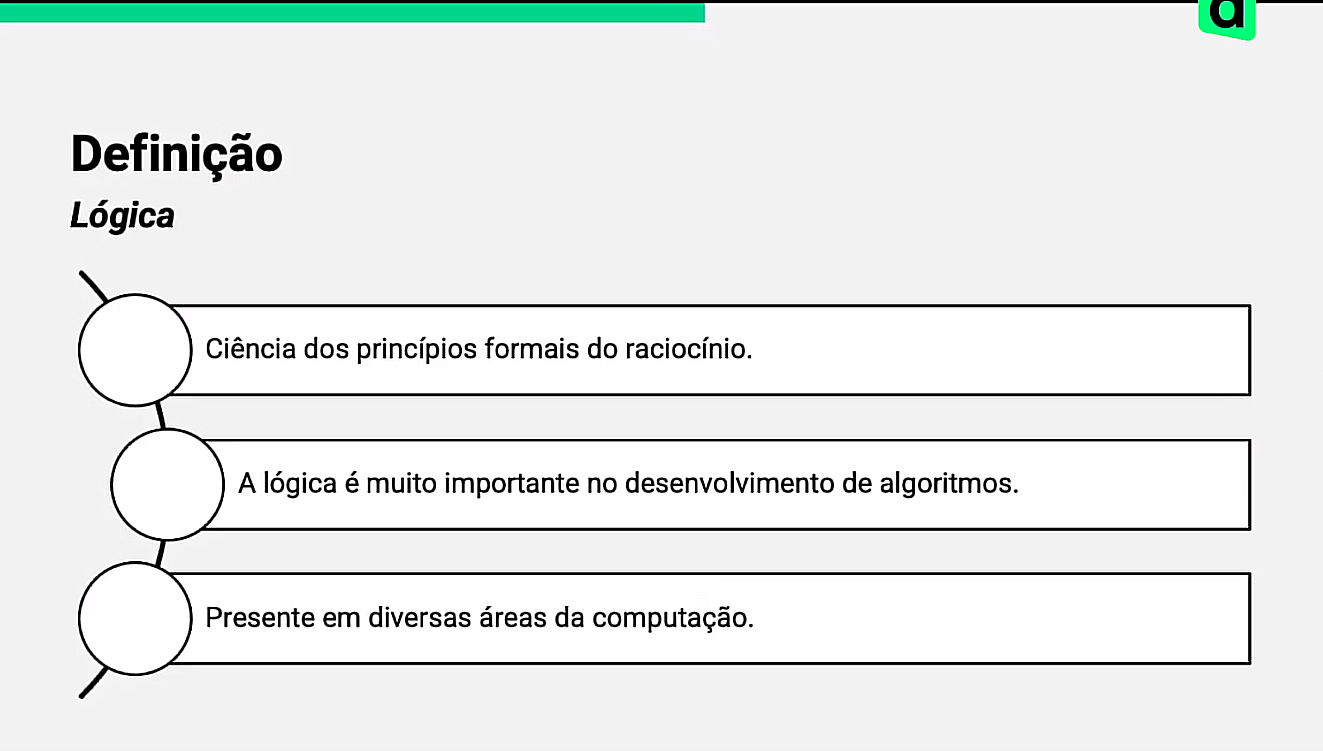 Definição
Lógica
Ciência dos princípios formais do raciocínio.
A lógica é muito importante no desenvolvimento de algoritmos.
Presente em diversas áreas da computação.